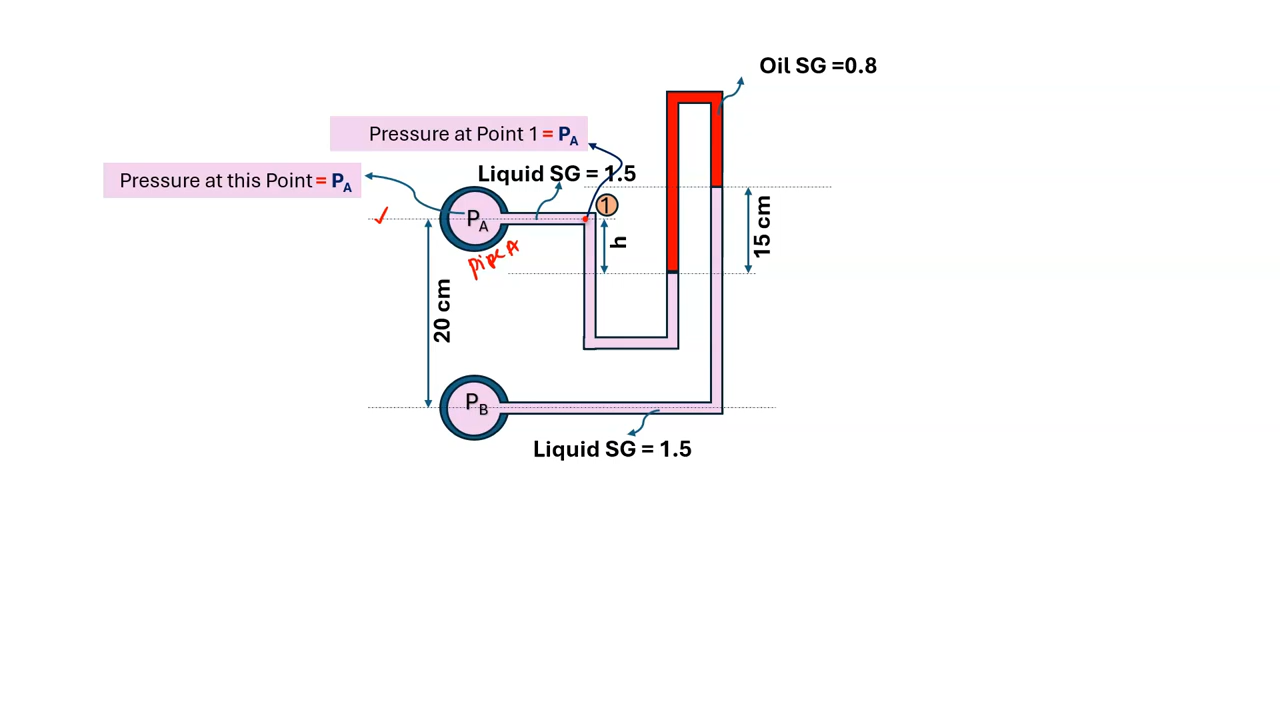 Oil SG =0.8
Pressure at Point 1 = PA
Liquid SG = 1.5
Pressure at this Point = PA
1
PA
h
15 cm
pipe A
20 cm
PB
Liquid SG = 1.5